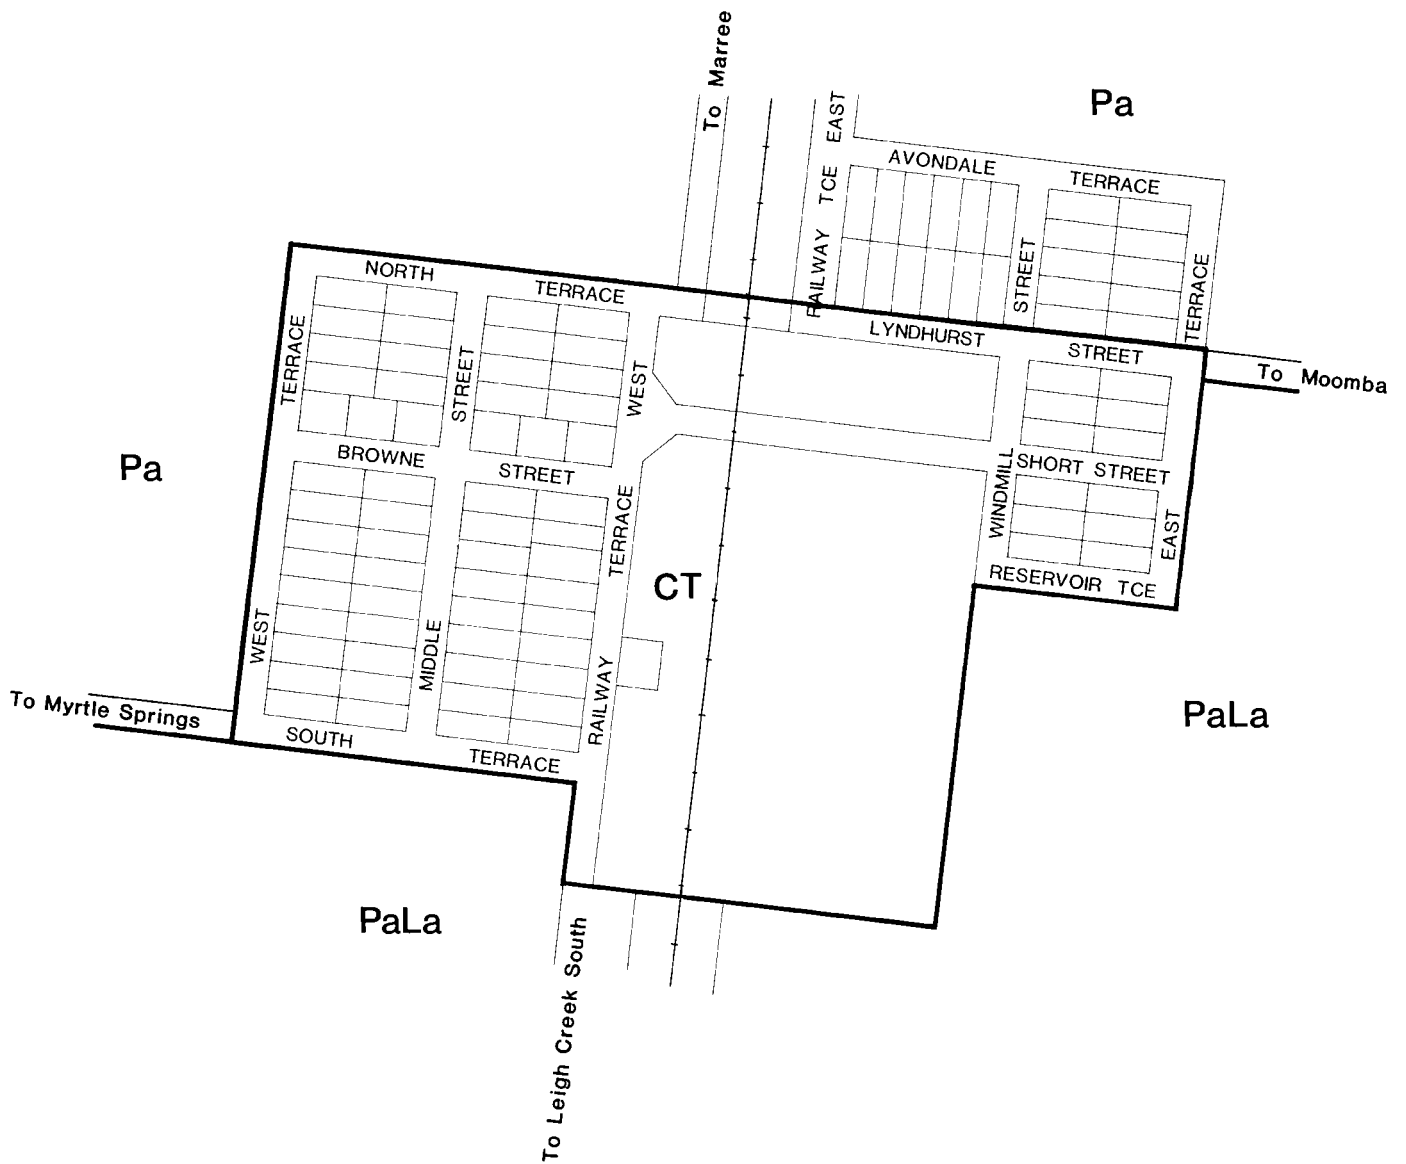 To Marree
Pa
EAST
AVONDALE
TERRACE
TCE
RAILWAY
STREET
TERRACE
NORTH
TERRACE
LYNDHURST
STREET
To Moomba
TERRACE
STREET
WEST
Pa
BROWNE
STREET
SHORT STREET
WINDMILL
TERRACE
EAST
CT
RESERVOIR TCE
WEST
MIDDLE
RAILWAY
To Myrtle Springs
SOUTH
TERRACE
PaLa
PaLa
To Leigh Creek South